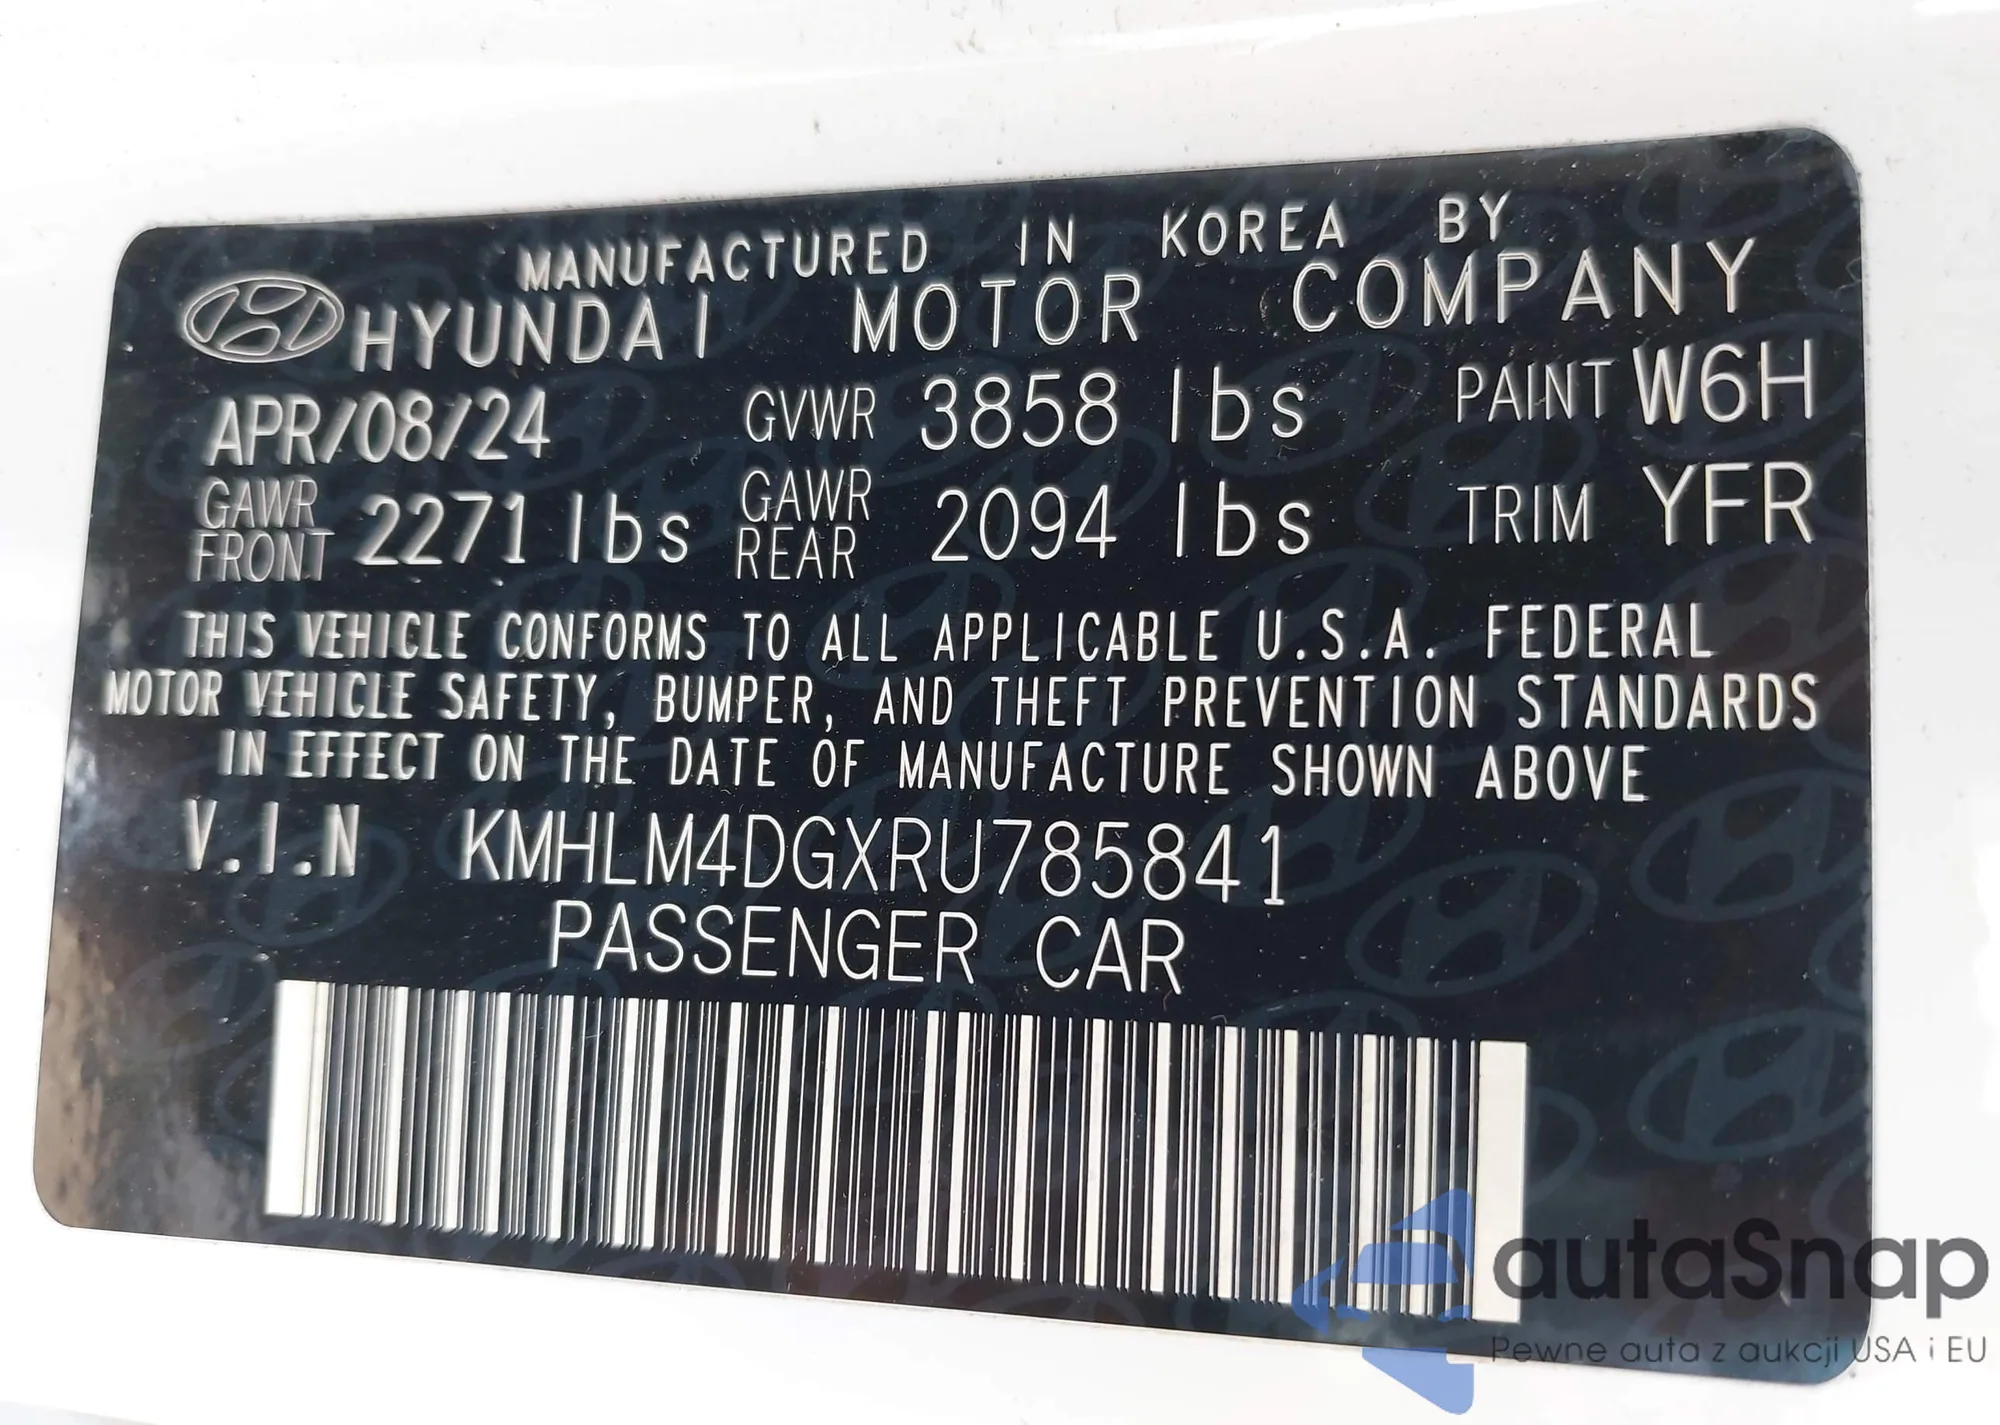 MANUFACTURED IN KOREA BY
HYUNDAI MOTOR COMPANY
APR/08/24 GVWR 3858 lbs PAINT W6H
GAWR FRONT 2271 lbs GAWR REAR 2094 lbs TRIM YFR
THIS VEHICLE CONFORMS TO ALL APPLICABLE U.S.A. FEDERAL
MOTOR VEHICLE SAFETY, BUMPER, AND THEFT PREVENTION STANDARDS
IN EFFECT ON THE DATE OF MANUFACTURE SHOWN ABOVE
V.I.N KMHLM4DGXRU785841
PASSENGER CAR
autaSnap
Pewne auta z aukcji USA i EU